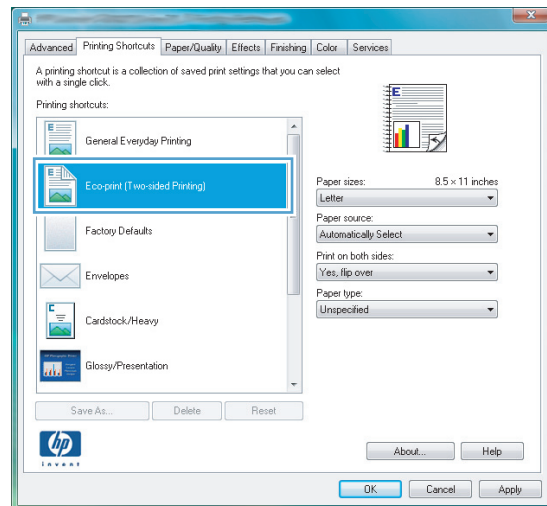 Advanced Printing Shortcuts Paper/Quality Effects Finishing Color Services
A printing shortcut is a collection of saved print settings that you can select
with a single click.
Printing shortcuts:
E
General Everyday Printing
E
Eco-print (Two-sided Printing)
Factory Defaults
Envelopes
C
Cardstock/Heavy
Glossy/Presentation
Save As... Delete Reset
E
Paper sizes: 8.5 × 11 inches
Letter
Paper source:
Automatically Select
Print on both sides:
Yes, flip over
Paper type:
Unspecified
hp
invent
About... Help
OK Cancel Apply